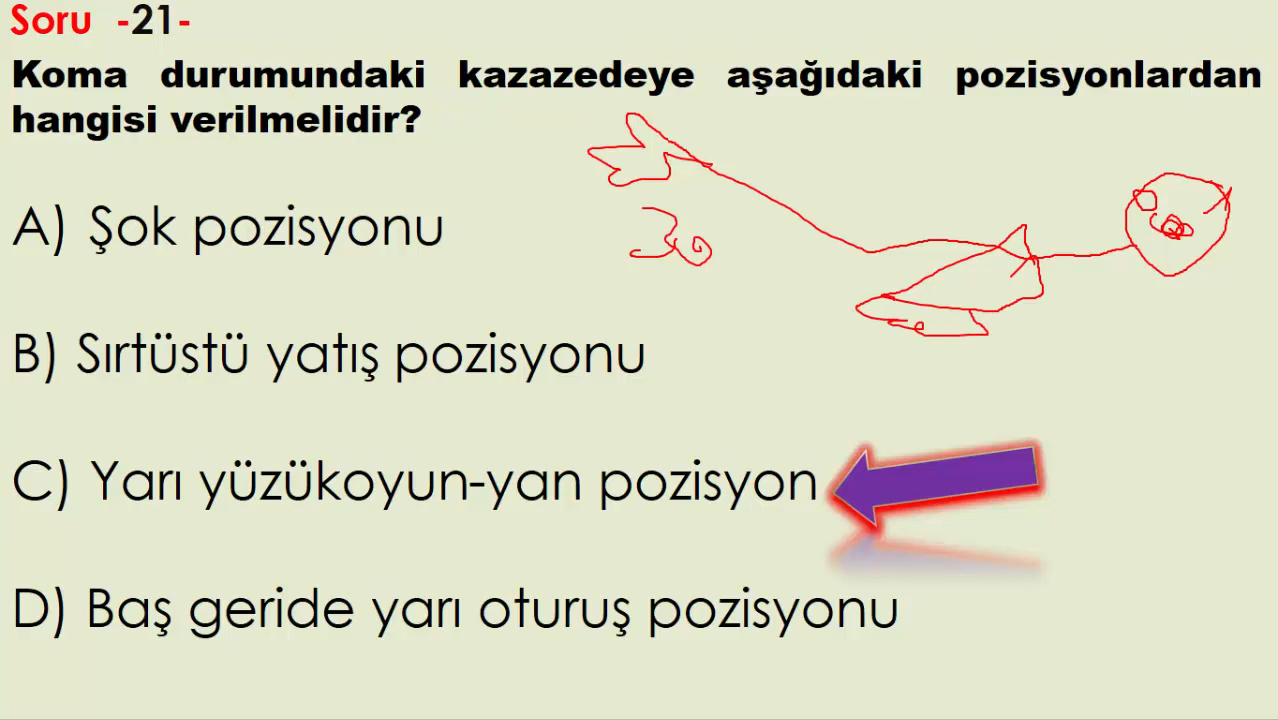 Soru -21-
Koma durumundaki kazazedeye aşağıdaki pozisyonlardan
hangisi verilmelidir?
A) Şok pozisyonu
30
B) Sırtüstü yatış pozisyonu
C) Yarı yüzükoyun-yan pozisyon
D) Baş geride yarı oturuş pozisyonu